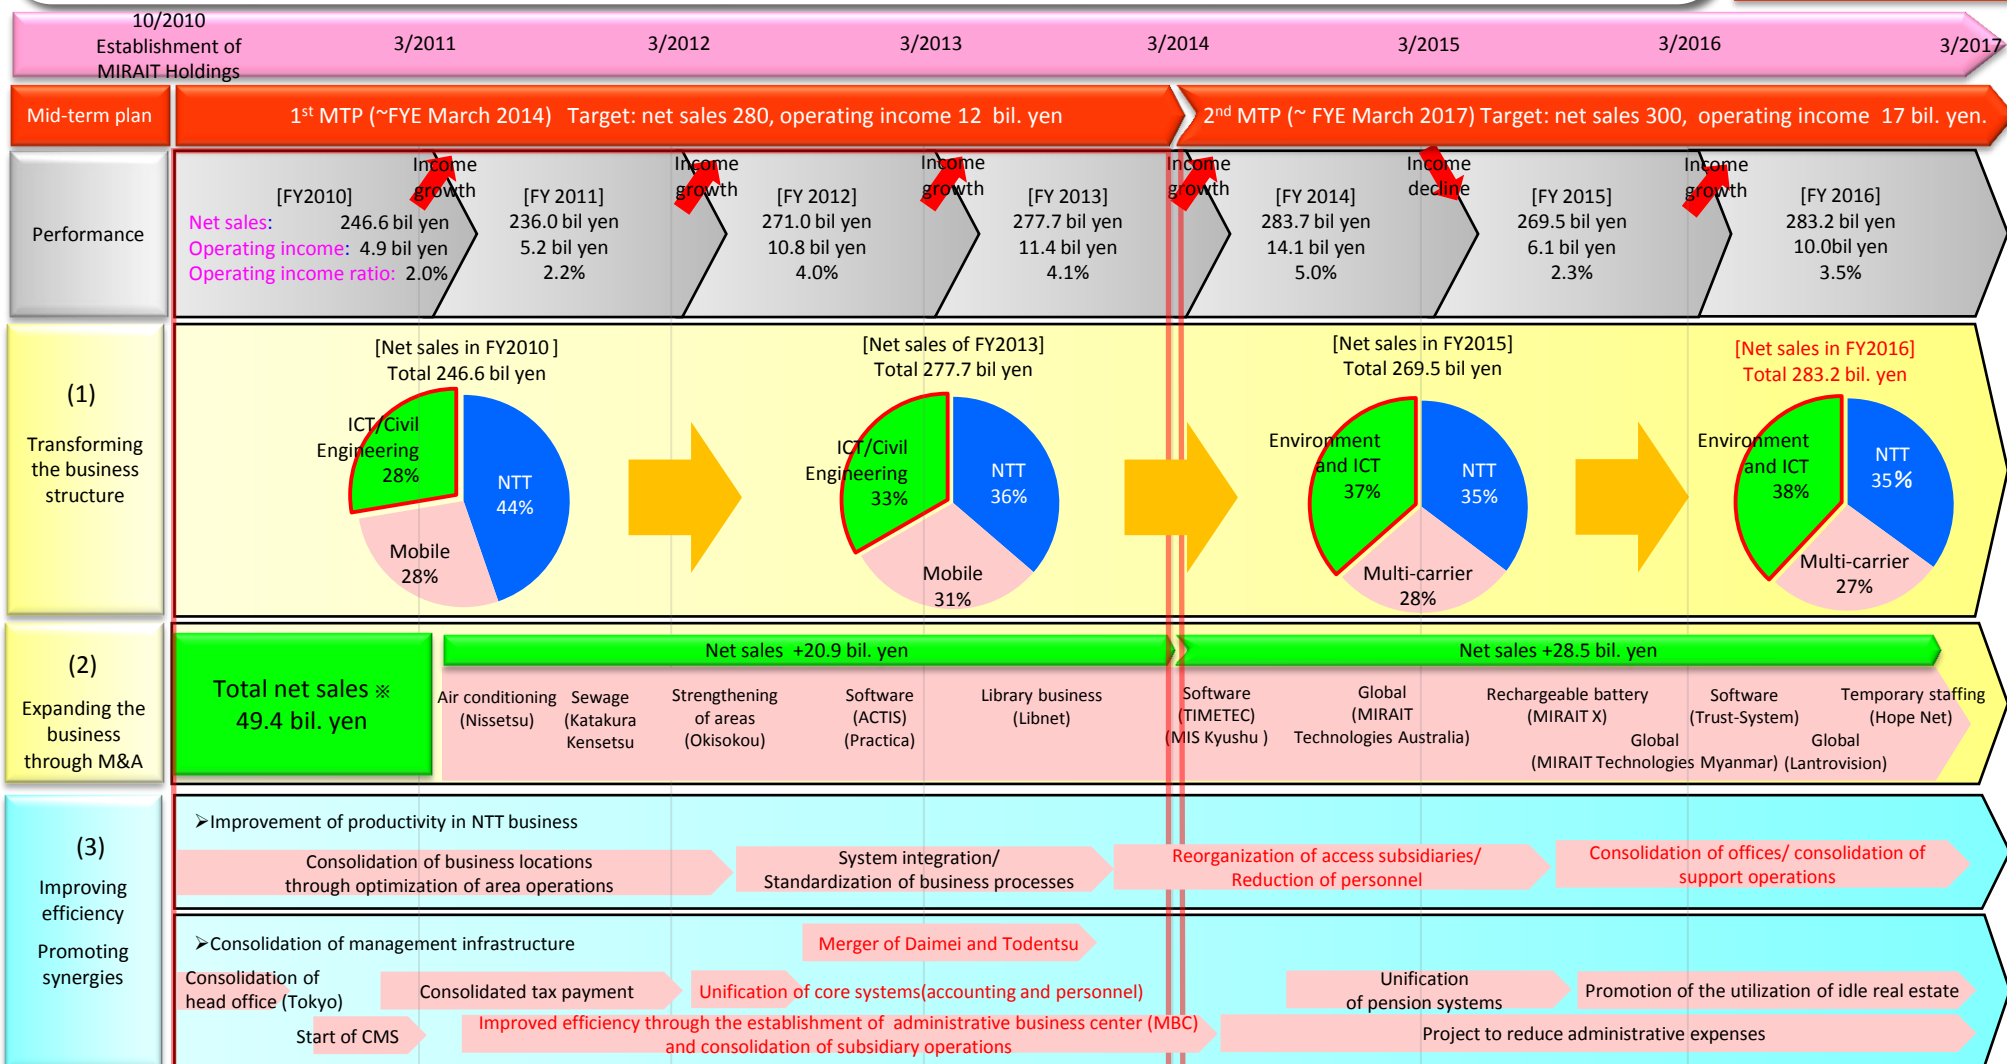 10/2010
Establishment of
MIRAIT Holdings
3/2011
3/2012
3/2013
3/2014
3/2015
3/2016
3/2017
Mid-term plan
1st MTP (~FYE March 2014) Target: net sales 280, operating income 12 bil. yen
2nd MTP (~ FYE March 2017) Target: net sales 300, operating income 17 bil. yen.
Performance
[FY2010]
Net sales: 246.6 bil yen
Operating income: 4.9 bil yen
Operating income ratio: 2.0%
Income
growth
[FY 2011]
236.0 bil yen
5.2 bil yen
2.2%
Income
growth
[FY 2012]
271.0 bil yen
10.8 bil yen
4.0%
Income
growth
[FY 2013]
277.7 bil yen
11.4 bil yen
4.1%
Income
growth
[FY 2014]
283.7 bil yen
14.1 bil yen
5.0%
Income
decline
[FY 2015]
269.5 bil yen
6.1 bil yen
2.3%
Income
growth
[FY 2016]
283.2 bil yen
10.0bil yen
3.5%
(1)
Transforming
the business
structure
[Net sales in FY2010 ]
Total 246.6 bil yen
ICT/Civil
Engineering
28%
NTT
44%
Mobile
28%
[Net sales of FY2013]
Total 277.7 bil yen
ICT/Civil
Engineering
33%
NTT
36%
Mobile
31%
[Net sales in FY2015]
Total 269.5 bil yen
Environment
and ICT
37%
NTT
35%
Multi-carrier
28%
[Net sales in FY2016]
Total 283.2 bil. yen
Environment
and ICT
38%
NTT
35%
Multi-carrier
27%
(2)
Expanding the
business
through M&A
Total net sales ※
49.4 bil. yen
Net sales +20.9 bil. yen
Net sales +28.5 bil. yen
Air conditioning
(Nissetsu)
Sewage
(Katakura
Kensetsu
Strengthening
of areas
(Okisokou)
Software
(ACTIS)
(Practica)
Library business
(Libnet)
Software
(TIMETEC)
(MIS Kyushu )
Global
(MIRAIT
Technologies Australia)
Rechargeable battery
(MIRAIT X)
Global
(MIRAIT Technologies Myanmar)
Software
(Trust-System)
Global
(Lantrovision)
Temporary staffing
(Hope Net)
(3)
Improving
efficiency
Promoting
synergies
➢Improvement of productivity in NTT business
Consolidation of business locations
through optimization of area operations
System integration/
Standardization of business processes
Reorganization of access subsidiaries/
Reduction of personnel
Consolidation of offices/ consolidation of
support operations
➢Consolidation of management infrastructure
Merger of Daimei and Todentsu
Consolidation of
head office (Tokyo)
Consolidated tax payment
Unification of core systems(accounting and personnel)
Unification
of pension systems
Promotion of the utilization of idle real estate
Start of CMS
Improved efficiency through the establishment of administrative business center (MBC)
and consolidation of subsidiary operations
Project to reduce administrative expenses